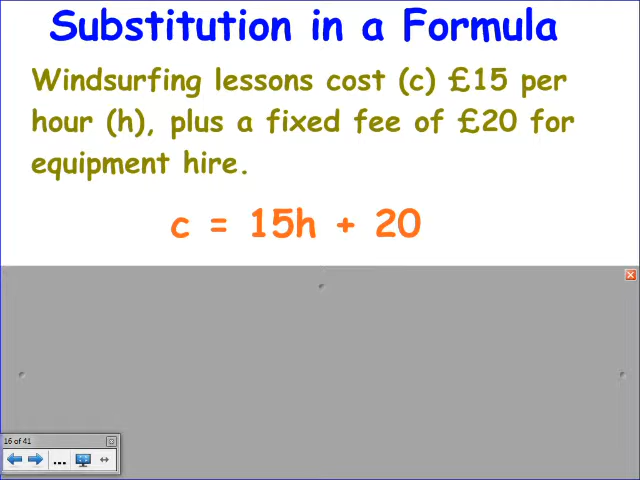 Substitution in a Formula
Windsurfing lessons cost (c) £15 per
hour (h), plus a fixed fee of £20 for
equipment hire.
c = 15h + 20
16 of 41